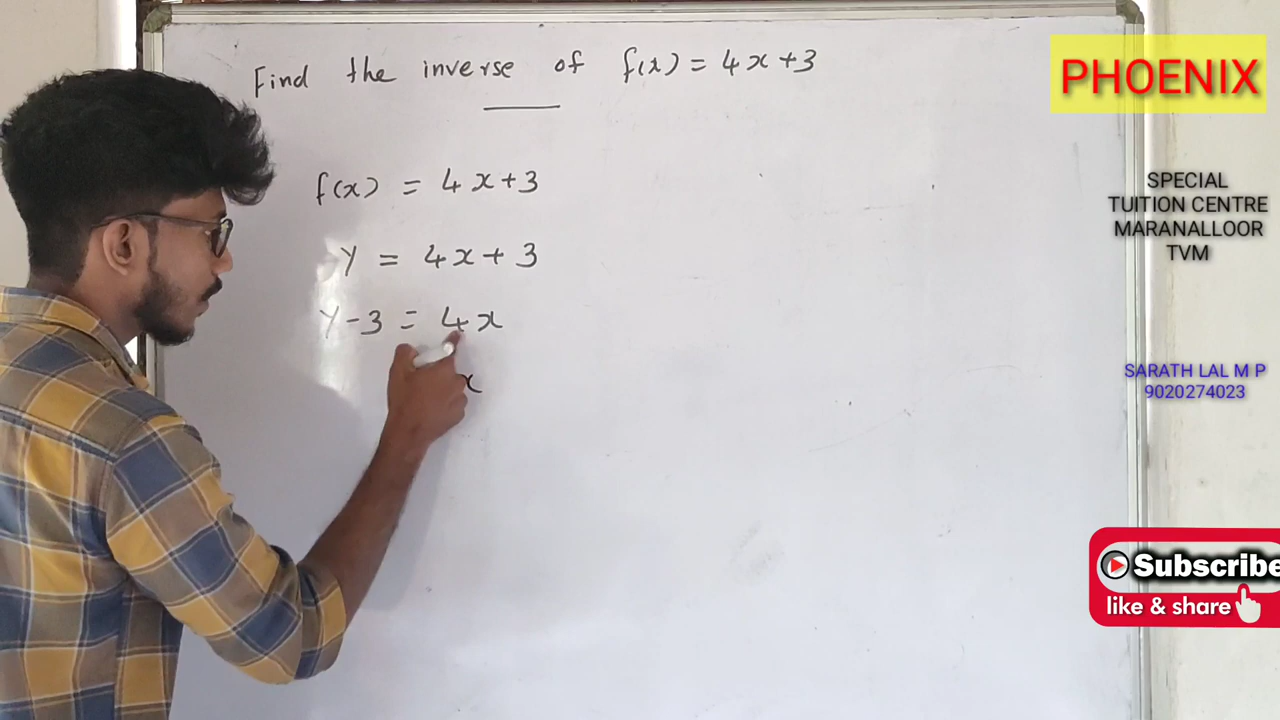 Find the inverse of f(x) = 4x+3
f(x) = 4x+3
y = 4x+3
y-3 = 4x
x
PHOENIX
SPECIAL
TUITION CENTRE
MARANALLOOR
TVM
SARATH LAL M P
9020274023
Subscribe
like & share